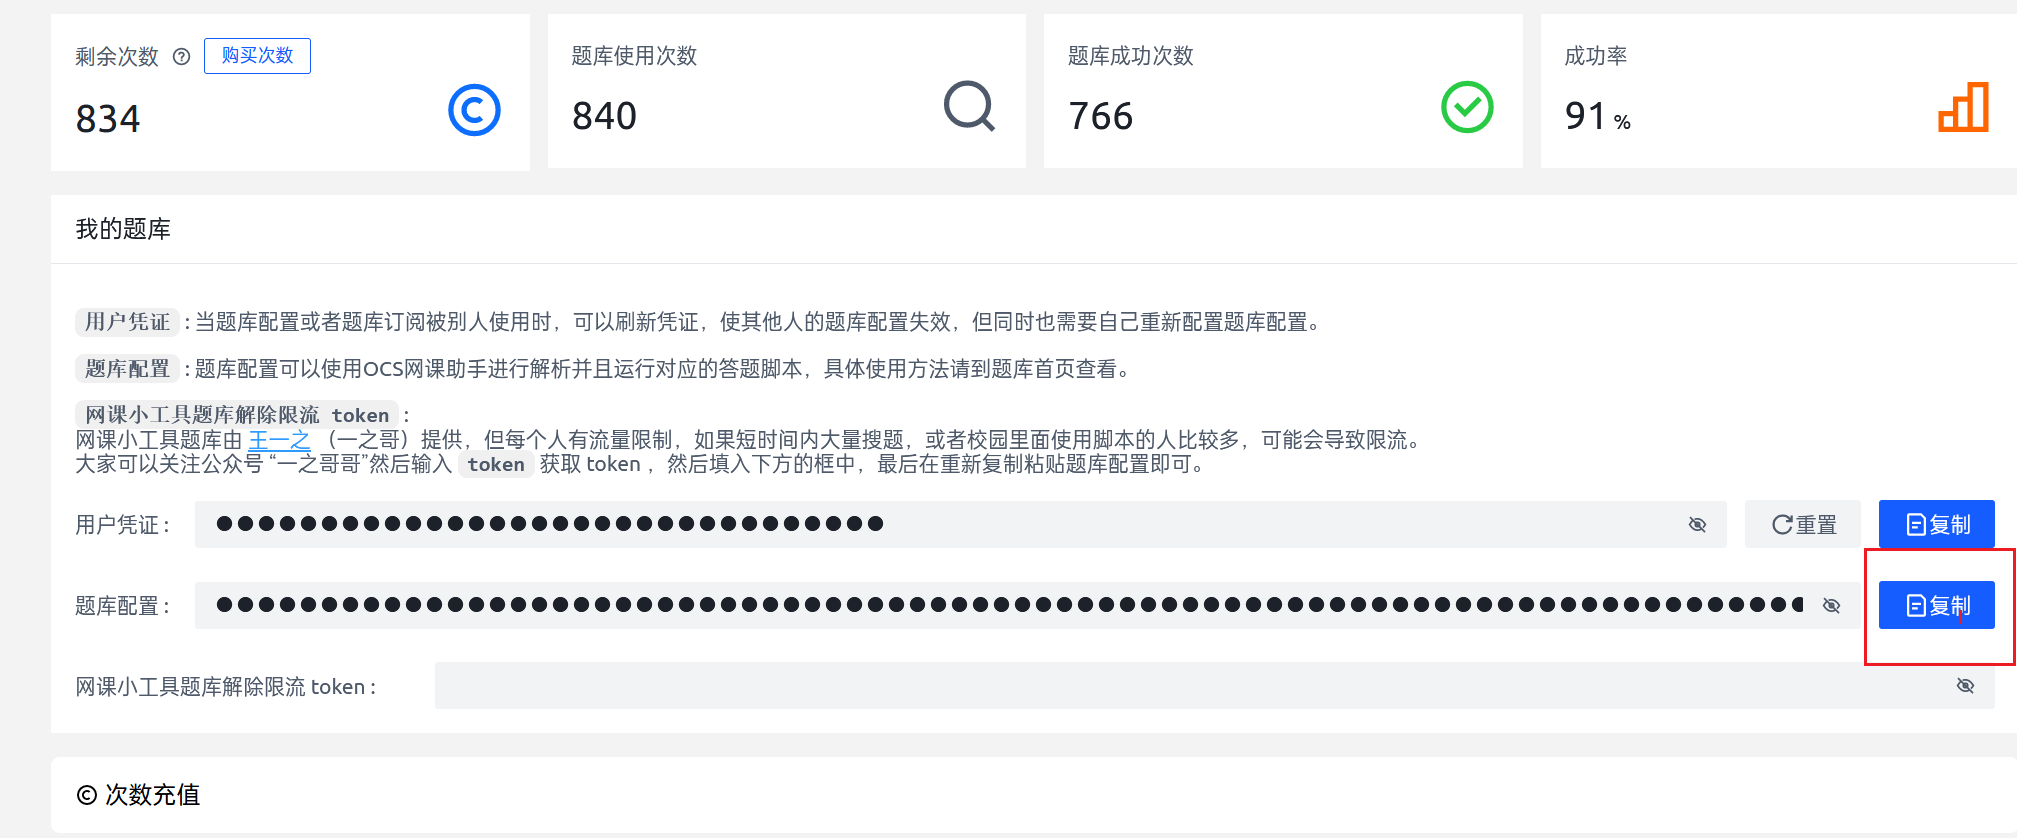 剩余次数 购买次数
834
题库使用次数
840
题库成功次数
766
成功率
91 %
我的题库
用户凭证 : 当题库配置或者题库订阅被别人使用时，可以刷新凭证，使其他人的题库配置失效，但同时也需要自己重新配置题库配置。
题库配置 : 题库配置可以使用OCS网课助手进行解析并且运行对应的答题脚本，具体使用方法请到题库首页查看。
网课小工具题库解除限流 token :
网课小工具题库由 王一之 （一之哥）提供，但每个人有流量限制，如果短时间内大量搜题，或者校园里面使用脚本的人比较多，可能会导致限流。
大家可以关注公众号 “一之哥哥”然后输入 token 获取 token ，然后填入下方的框中，最后在重新复制粘贴题库配置即可。
用户凭证 : 重置 复制
题库配置 : 复制
网课小工具题库解除限流 token :
次数充值